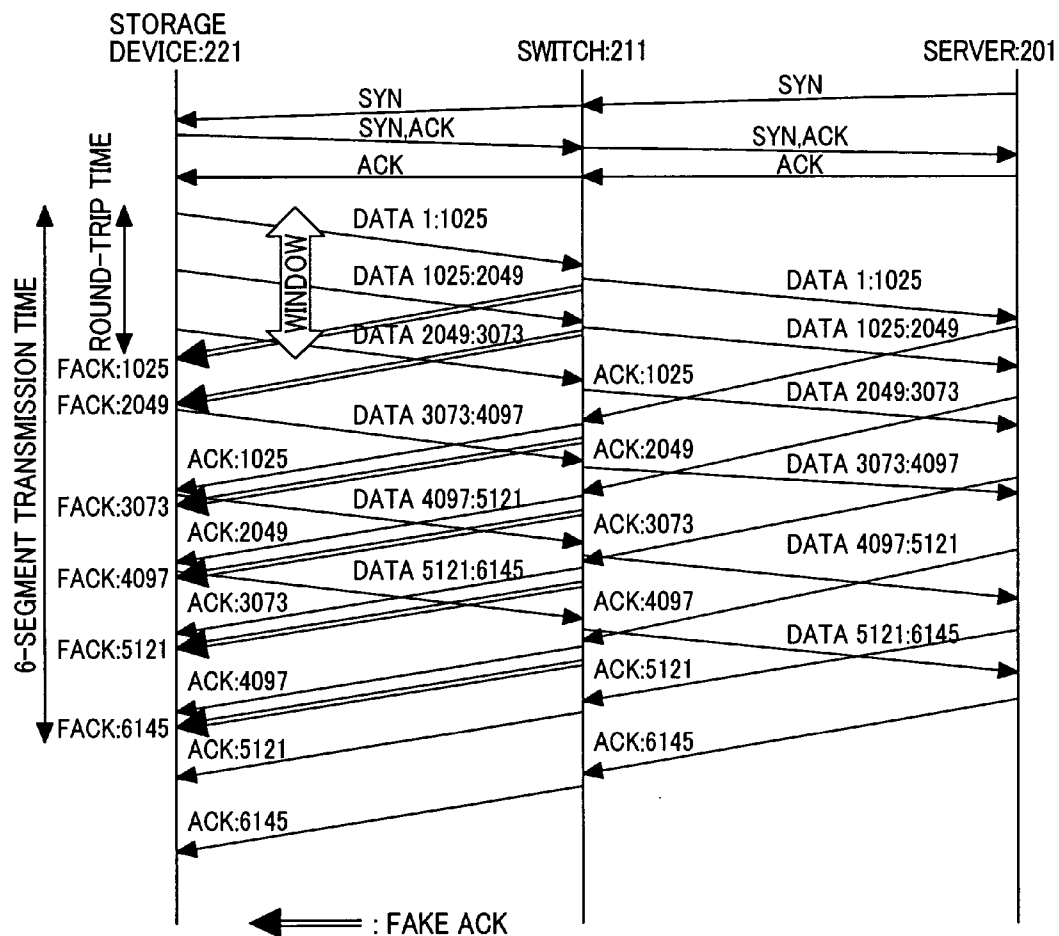 STORAGE
DEVICE:221
SWITCH:211
SERVER:201
SYN
SYN
SYN,ACK
SYN,ACK
ACK
ACK
6-SEGMENT TRANSMISSION TIME
ROUND-TRIP TIME
WINDOW
DATA 1:1025
DATA 1025:2049
DATA 1:1025
DATA 2049:3073
DATA 1025:2049
FACK:1025
ACK:1025
FACK:2049
DATA 2049:3073
DATA 3073:4097
ACK:2049
ACK:1025
DATA 3073:4097
FACK:3073
DATA 4097:5121
ACK:3073
ACK:2049
DATA 4097:5121
FACK:4097
DATA 5121:6145
ACK:3073
ACK:4097
FACK:5121
DATA 5121:6145
ACK:4097
ACK:5121
FACK:6145
ACK:5121
ACK:6145
ACK:6145
: FAKE ACK